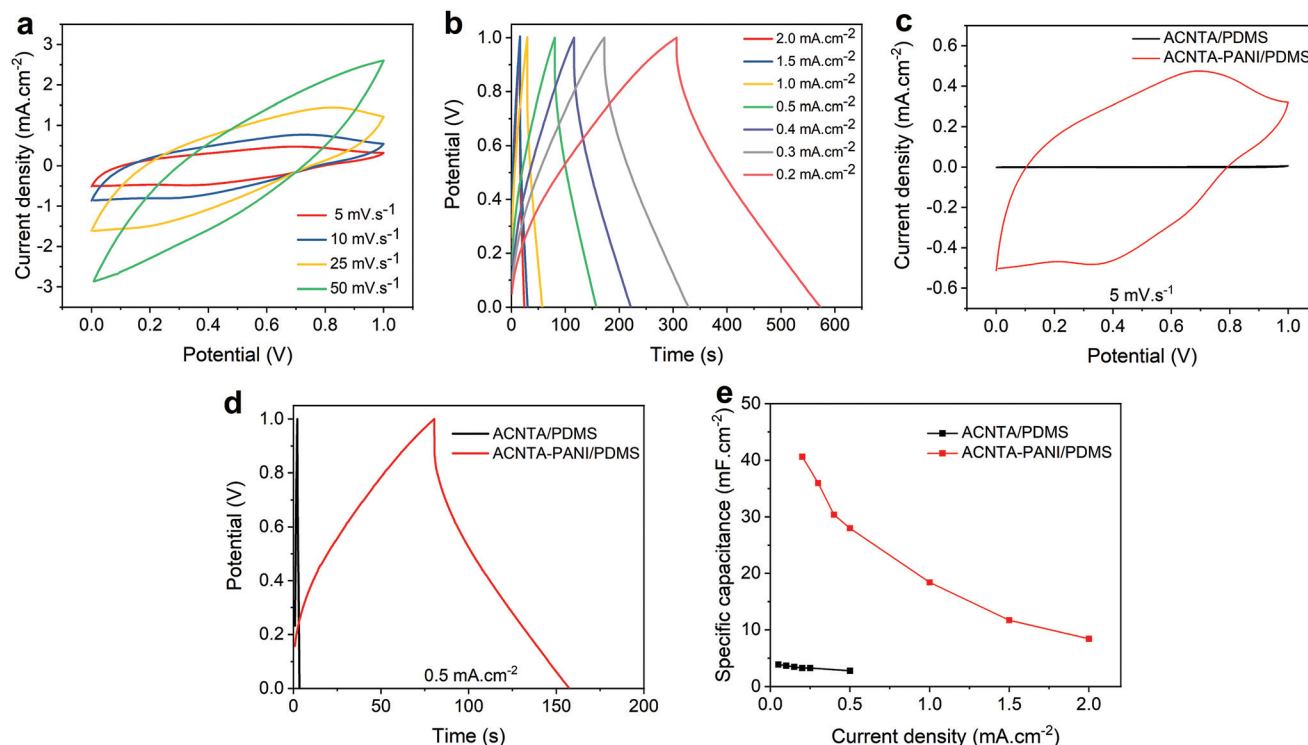 a
Current density (mA.cm⁻²)
3
2
1
0
-1
-2
-3
0.0 0.2 0.4 0.6 0.8 1.0
Potential (V)
5 mV.s⁻¹
10 mV.s⁻¹
25 mV.s⁻¹
50 mV.s⁻¹
b
Potential (V)
1.0
0.8
0.6
0.4
0.2
0.0
0 100 200 300 400 500 600
Time (s)
2.0 mA.cm⁻²
1.5 mA.cm⁻²
1.0 mA.cm⁻²
0.5 mA.cm⁻²
0.4 mA.cm⁻²
0.3 mA.cm⁻²
0.2 mA.cm⁻²
c
Current density (mA.cm⁻²)
0.6
0.4
0.2
0.0
-0.2
-0.4
-0.6
0.0 0.2 0.4 0.6 0.8 1.0
Potential (V)
ACNTA/PDMS
ACNTA-PANI/PDMS
5 mV.s⁻¹
d
Potential (V)
1.0
0.8
0.6
0.4
0.2
0.0
0 50 100 150 200
Time (s)
ACNTA/PDMS
ACNTA-PANI/PDMS
0.5 mA.cm⁻²
e
Specific capacitance (mF.cm⁻²)
50
40
30
20
10
0
0.0 0.5 1.0 1.5 2.0
Current density (mA.cm⁻²)
ACNTA/PDMS
ACNTA-PANI/PDMS